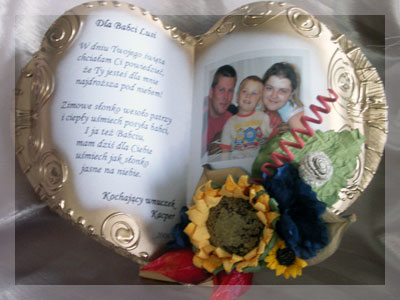 Dla Babci Lusi
W dniu Twojego święta
chciałam Ci powiedzieć,
że Ty jesteś dla mnie
najdroższa pod niebem!
Zimowe słonko wesoło patrzy
i ciepły uśmiech posyła babci,
I ja też Babciu,
mam dziś dla Ciebie
uśmiech jak słonko
jasne na niebie.
Kochający wnuczek
Kacper